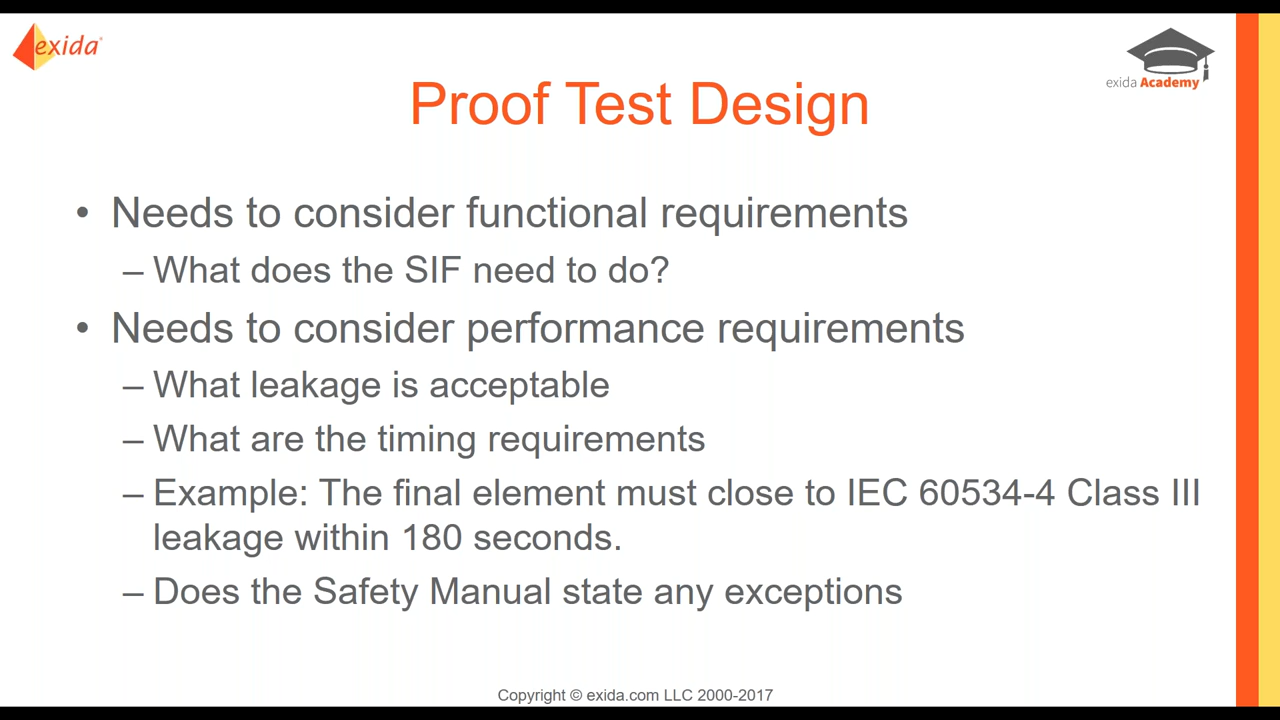 exida
exida Academy
Proof Test Design
• Needs to consider functional requirements
– What does the SIF need to do?
• Needs to consider performance requirements
– What leakage is acceptable
– What are the timing requirements
– Example: The final element must close to IEC 60534-4 Class III
leakage within 180 seconds.
– Does the Safety Manual state any exceptions
Copyright © exida.com LLC 2000-2017